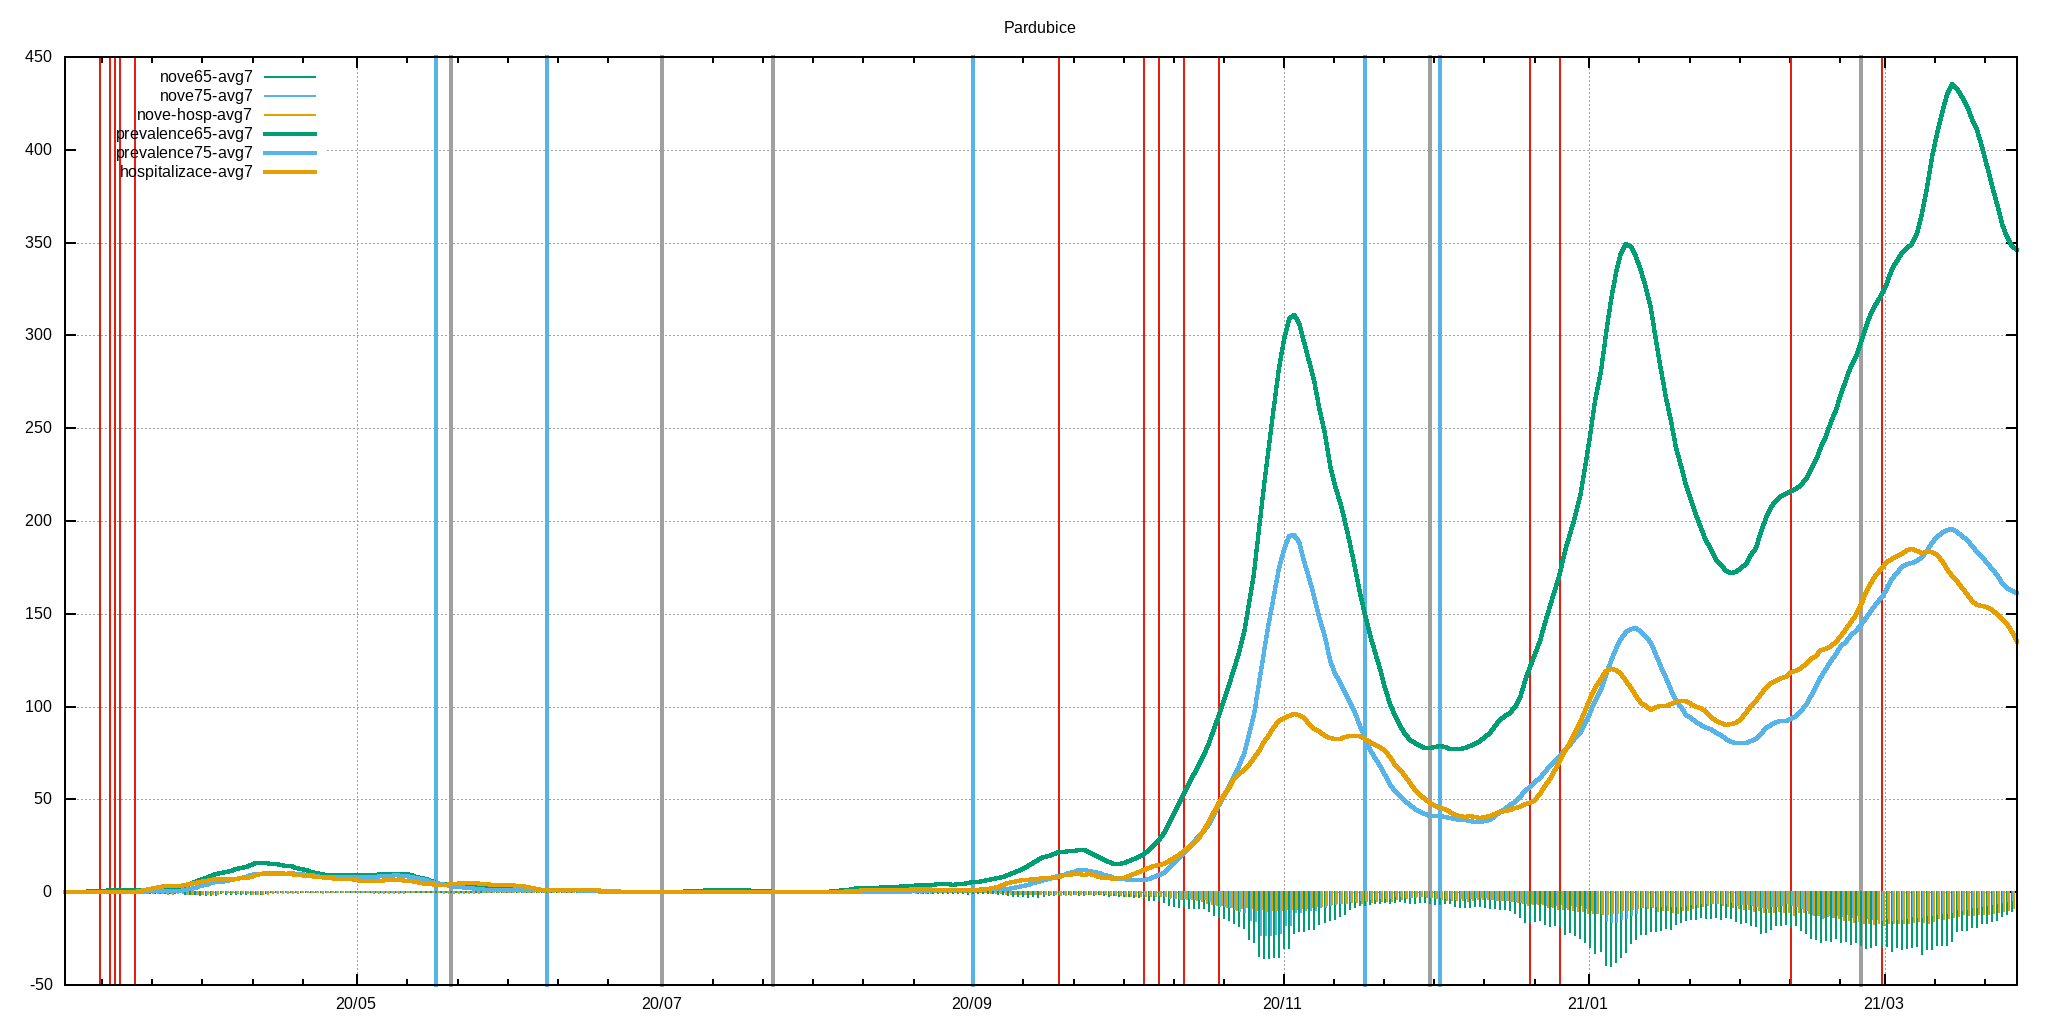 Pardubice
450
400
350
300
250
200
150
100
50
0
-50
nove65-avg7
nove75-avg7
nove-hosp-avg7
prevalence65-avg7
prevalence75-avg7
hospitalizace-avg7
20/05 20/07 20/09 20/11 21/01 21/03